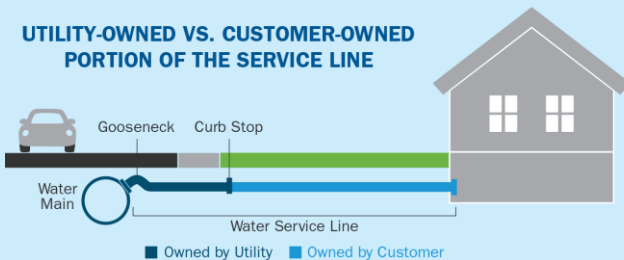 UTILITY-OWNED VS. CUSTOMER-OWNED
PORTION OF THE SERVICE LINE
Gooseneck
Curb Stop
Water
Main
Water Service Line
Owned by Utility
Owned by Customer